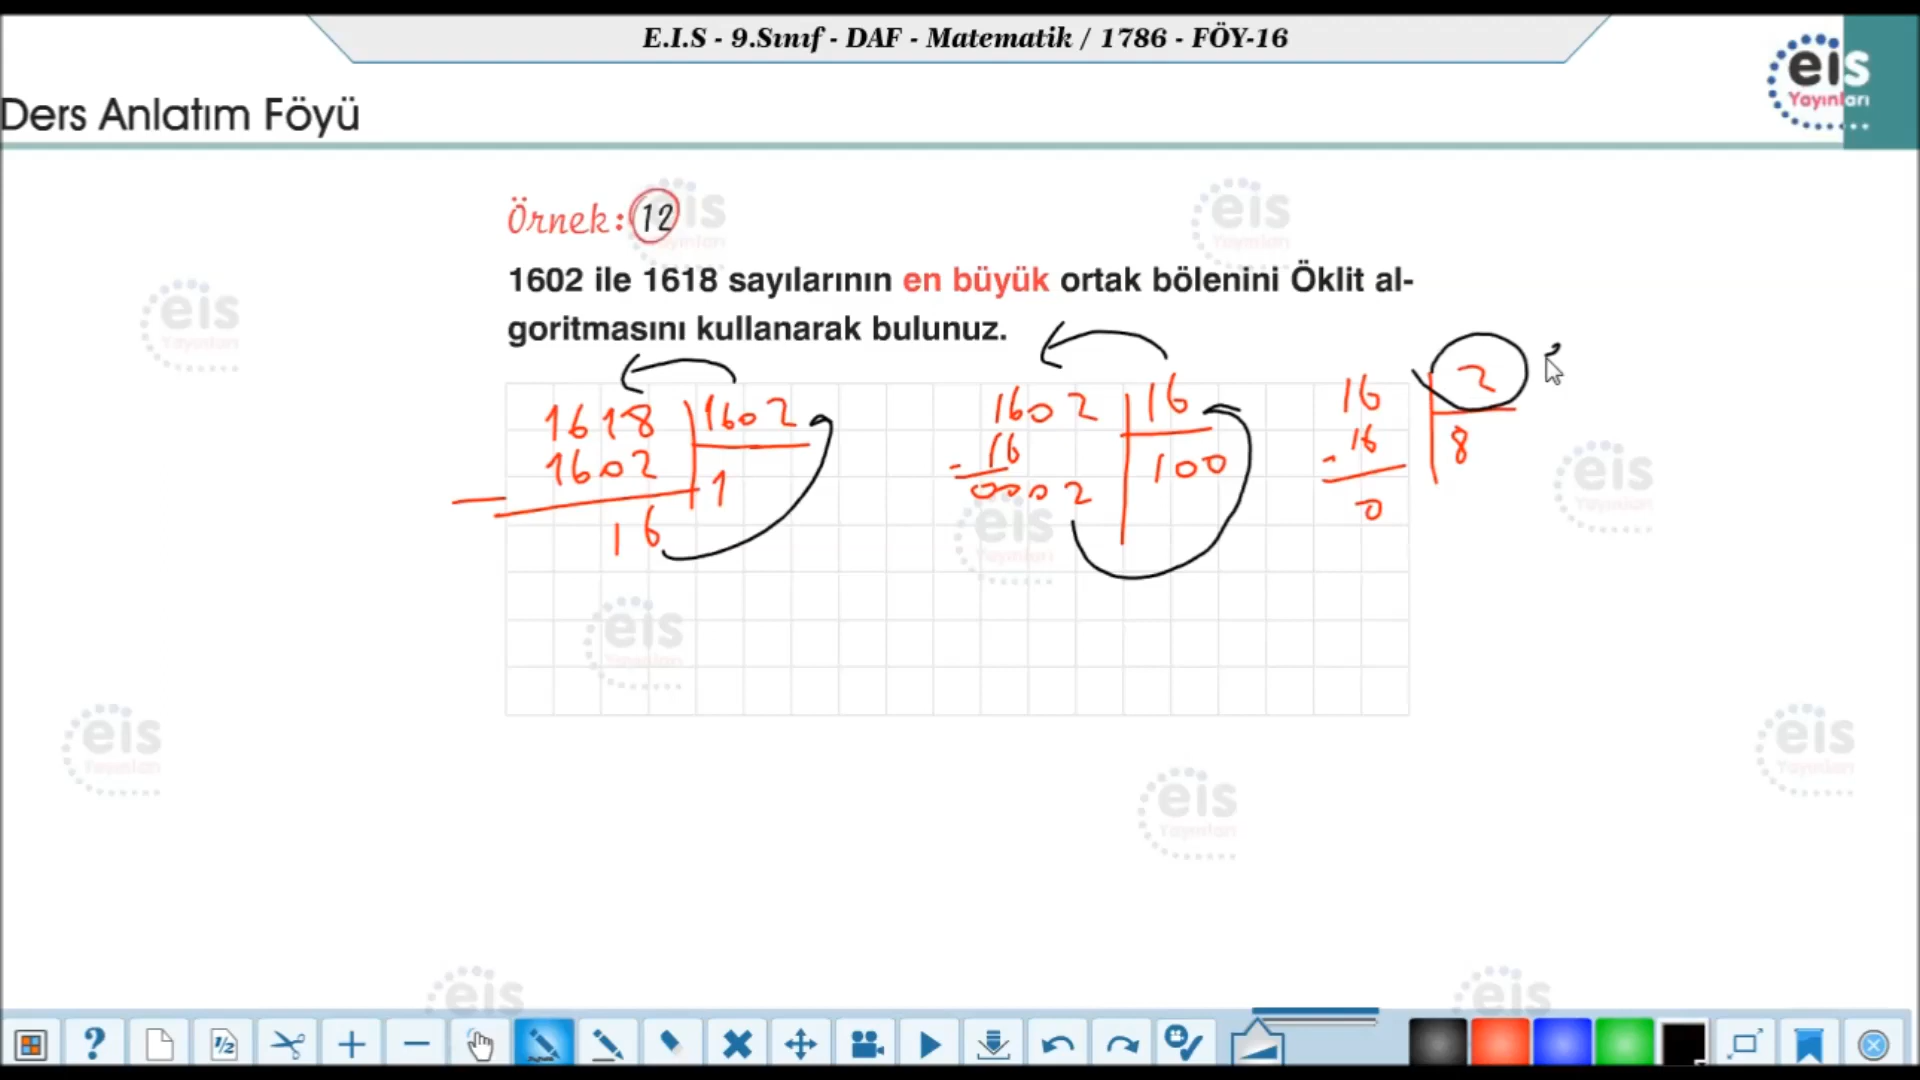 E.I.S - 9.Sınıf - DAF - Matematik / 1786 - FÖY-16
eis
Yayınları
Ders Anlatım Föyü
Örnek: 12
1602 ile 1618 sayılarının en büyük ortak bölenini Öklit al-
goritmasını kullanarak bulunuz.
1618 1602
1602 1
16
1602 16
- 16 100
0002
16 2
- 16 8
0